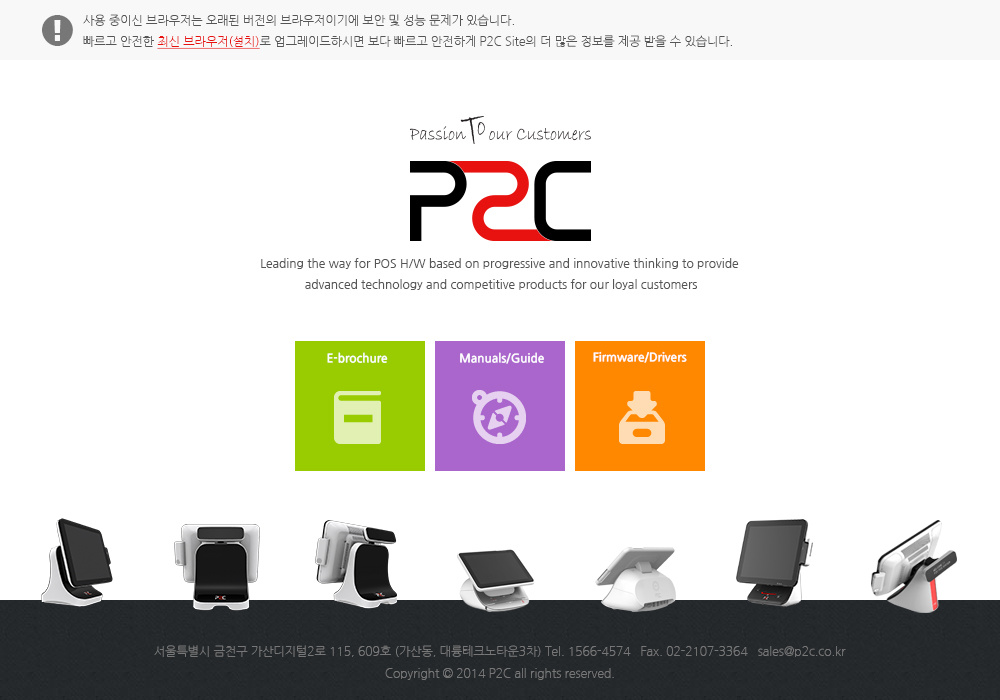 사용 중이신 브라우저는 오래된 버전의 브라우저이기에 보안 및 성능 문제가 있습니다.
빠르고 안전한 최신 브라우저(설치)로 업그레이드하시면 보다 빠르고 안전하게 P2C Site의 더 많은 정보를 제공 받을 수 있습니다.
Passion To our Customers
P2C
Leading the way for POS H/W based on progressive and innovative thinking to provide
advanced technology and competitive products for our loyal customers
E-brochure Manuals/Guide Firmware/Drivers
서울특별시 금천구 가산디지털2로 115, 609호 (가산동, 대륭테크노타운3차) Tel. 1566-4574 Fax. 02-2107-3364 sales@p2c.co.kr
Copyright © 2014 P2C all rights reserved.